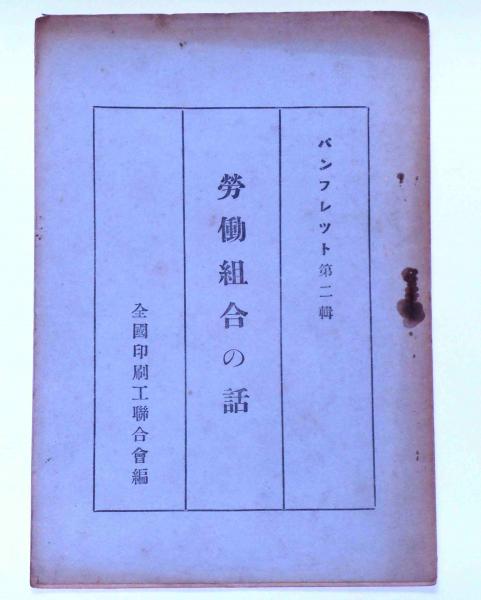 パンフレット第二輯
勞働組合の話
全國印刷工聯合會編